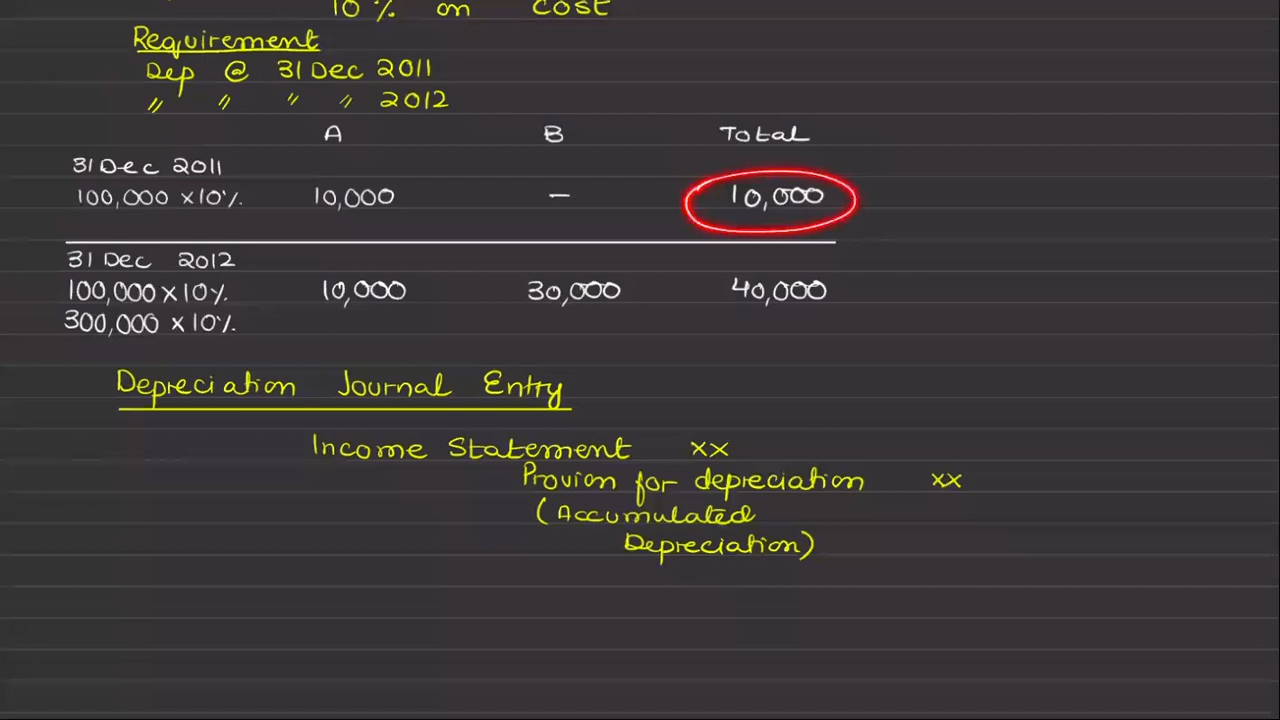 10% on cost
Requirement
Dep @ 31 Dec 2011
〃 〃 〃 〃 2012
A B Total
31 Dec 2011
100,000 x 10% 10,000 — 10,000
31 Dec 2012
100,000 x 10% 10,000 30,000 40,000
300,000 x 10%
Depreciation Journal Entry
Income Statement xx
Provion for depreciation xx
(Accumulated
Depreciation)